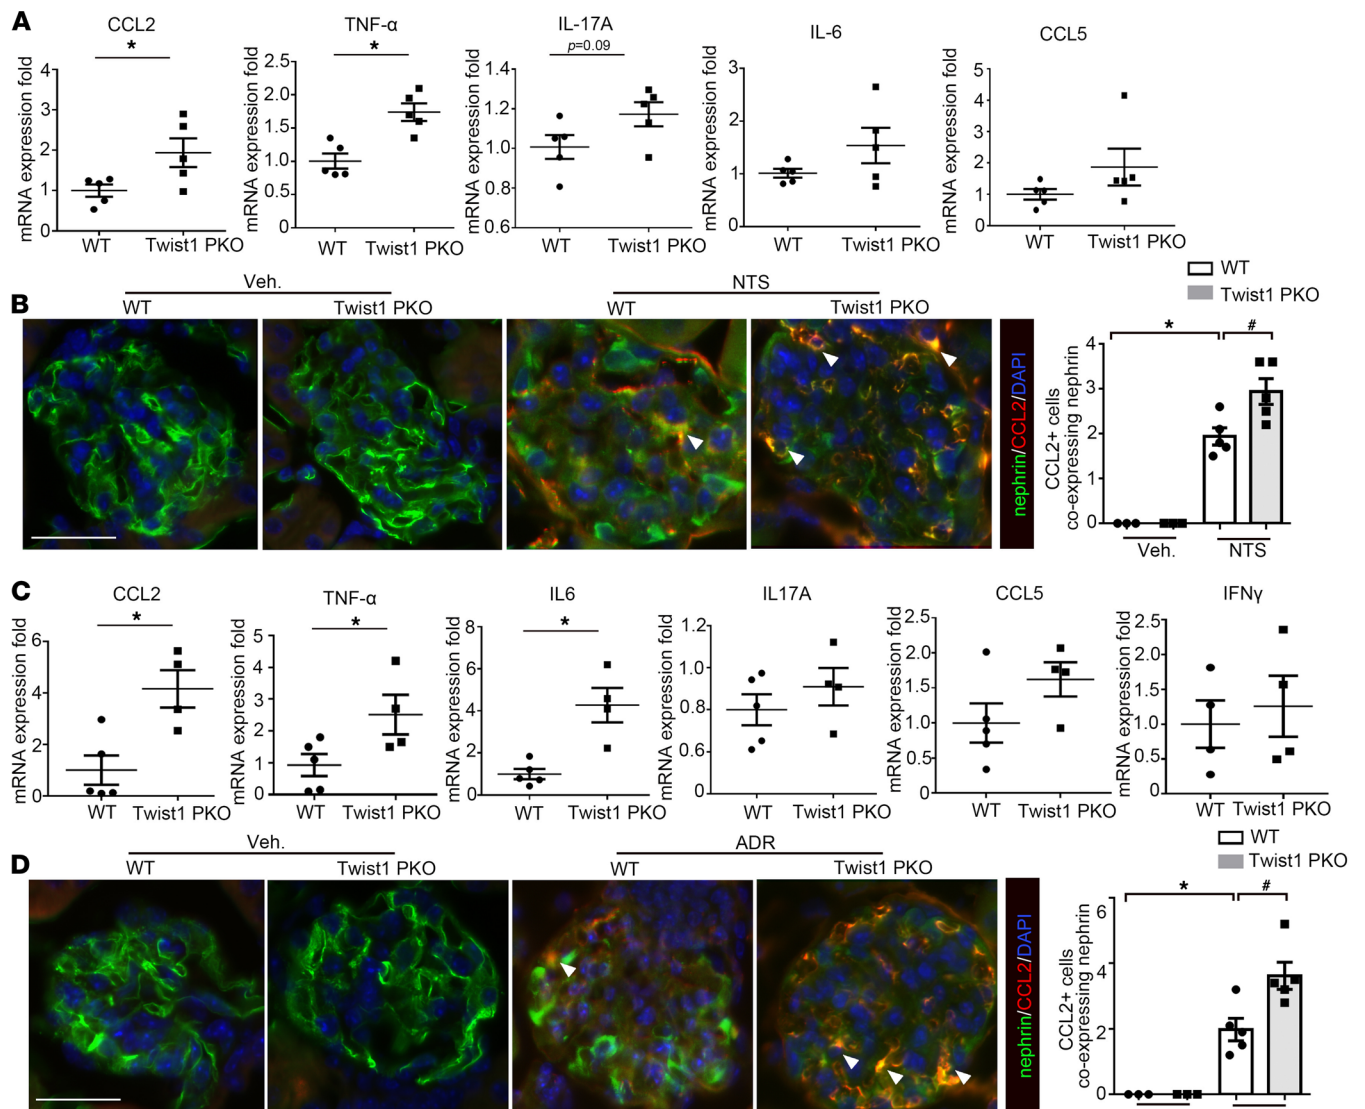 A
CCL2
TNF-α
IL-17A
IL-6
CCL5
*
*
p=0.09
mRNA expression fold
4
3
2
1
0
WT Twist1 PKO
mRNA expression fold
2.5
2.0
1.5
1.0
0.5
0
WT Twist1 PKO
mRNA expression fold
1.4
1.2
1.0
0.8
0.6
WT Twist1 PKO
mRNA expression fold
3
2
1
0
WT Twist1 PKO
mRNA expression fold
5
4
3
2
1
0
WT Twist1 PKO
B
Veh.
NTS
WT
Twist1 PKO
WT
Twist1 PKO
nephrin/CCL2/DAPI
WT
Twist1 PKO
* #
CCL2+ cells
co-expressing nephrin
4
3
2
1
0
Veh. NTS
C
CCL2
TNF-α
IL6
IL17A
CCL5
IFNγ
*
*
*
mRNA expression fold
6
4
2
0
WT Twist1 PKO
mRNA expression fold
5
4
3
2
1
0
WT Twist1 PKO
mRNA expression fold
8
6
4
2
0
WT Twist1 PKO
mRNA expression fold
1.2
1.0
0.8
0.6
WT Twist1 PKO
mRNA expression fold
2.5
2.0
1.5
1.0
0.5
0
WT Twist1 PKO
mRNA expression fold
2.5
2.0
1.5
1.0
0.5
0
WT Twist1 PKO
D
Veh.
ADR
WT
Twist1 PKO
WT
Twist1 PKO
nephrin/CCL2/DAPI
WT
Twist1 PKO
* #
CCL2+ cells
co-expressing nephrin
6
4
2
0